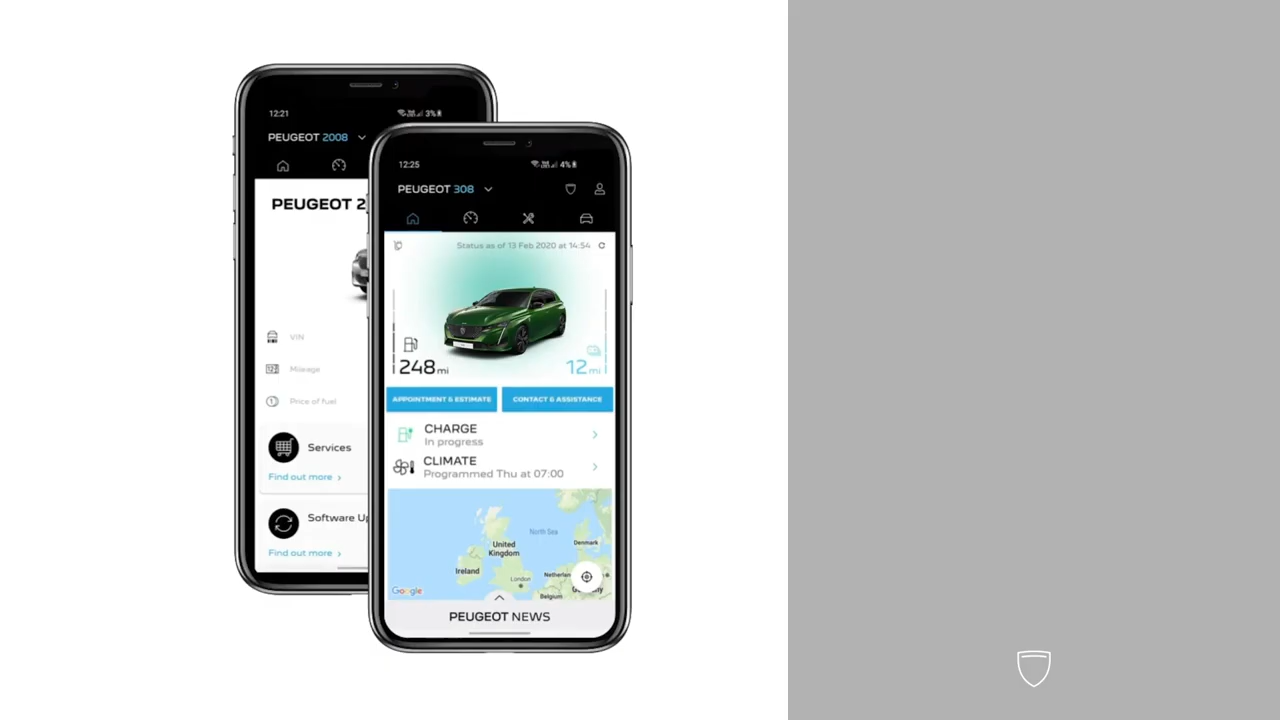 12:21
3%
PEUGEOT 2008
PEUGEOT 2
VIN
Mileage
Price of fuel
Services
Find out more
Software Up
Find out more
12:25
4%
PEUGEOT 308
Status as of 13 Feb 2020 at 14:54
248 mi
12 mi
APPOINTMENT & ESTIMATE
CONTACT & ASSISTANCE
CHARGE
In progress
CLIMATE
Programmed Thu at 07:00
North Sea
United
Kingdom
Denmark
Ireland
London
Netherlan
Belgium
Google
PEUGEOT NEWS